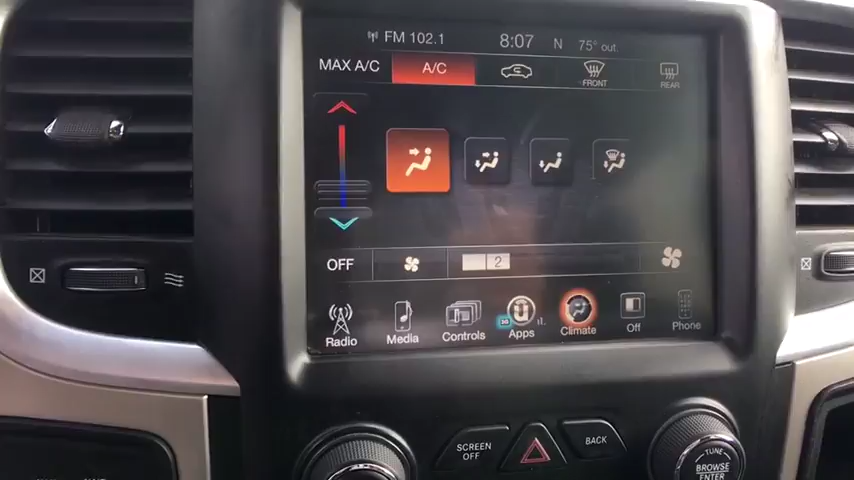 FM 102.1 8:07 N 75° out.
MAX A/C A/C FRONT REAR
OFF 2
Radio Media Controls 3G Apps Climate Off Phone
SCREEN OFF BACK
TUNE
BROWSE
ENTER